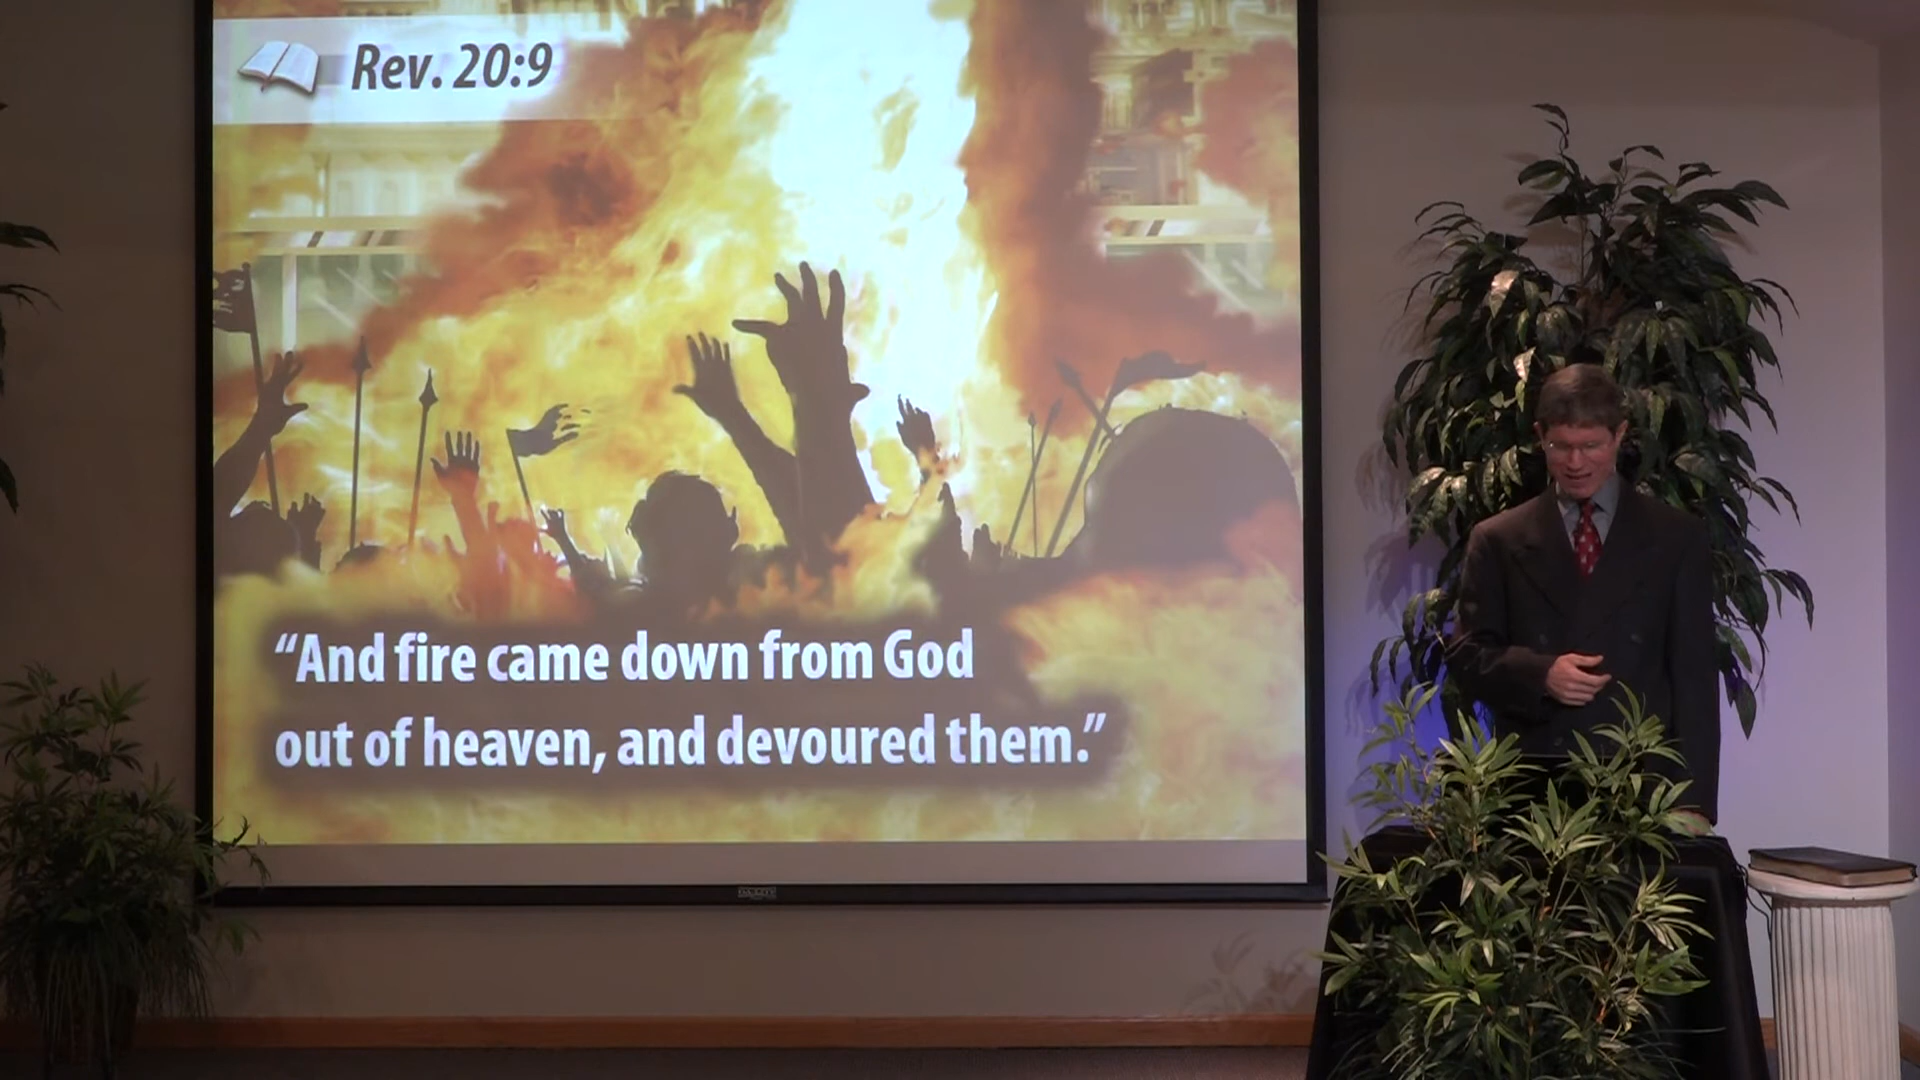 Rev. 20:9
“And fire came down from God
out of heaven, and devoured them.”